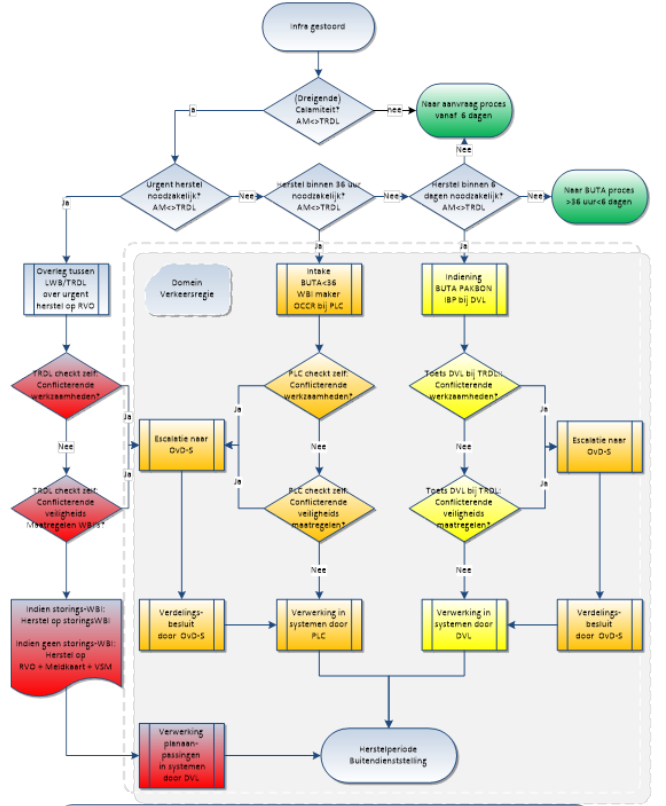 Infra gestoord
(Dreigende)
Calamiteit?
AM<>TRDL
ja
nee
Naar aanvraag proces
vanaf 6 dagen
Nee
Urgent herstel
noodzakelijk?
AM<>TRDL
Nee
Herstel binnen 36 uur
noodzakelijk?
AM<>TRDL
Nee
Herstel binnen 6
dagen noodzakelijk?
AM<>TRDL
Nee
Naar BUTA proces
>36 uur<6 dagen
Ja
Ja
Ja
Overleg tussen
LWB/TRDL
over urgent
herstel op RVO
Domein
Verkeersregie
Intake
BUTA<36
WBI maker
OCCR bij PLC
Indiening
BUTA PAKBON
IBP bij DVL
TRDL checkt zelf:
Conflicterende
werkzaamheden?
PLC checkt zelf:
Conflicterende
werkzaamheden?
Toets DVL bij TRDL:
Conflicterende
werkzaamheden?
Ja
Ja
Ja
Nee
Escalatie naar
OvD-S
Nee
Nee
Escalatie naar
OvD-S
Ja
Ja
Ja
TRDL checkt zelf:
Conflicterende
veiligheids
Maatregelen WBI's?
PLC checkt zelf:
Conflicterende
veiligheids
maatregelen?
Toets DVL bij TRDL:
Conflicterende
veiligheids
maatregelen?
Nee
Nee
Indien storings-WBI:
Herstel op storingsWBI
Indien geen storings-WBI:
Herstel op
RVO + Meldkaart + VSM
Verdelings-
besluit
door OvD-S
Verwerking in
systemen door
PLC
Verwerking in
systemen door
DVL
Verdelings-
besluit
door OvD-S
Verwerking
planaan-
passingen
in systemen
door DVL
Herstelperiode
Buitendienststelling